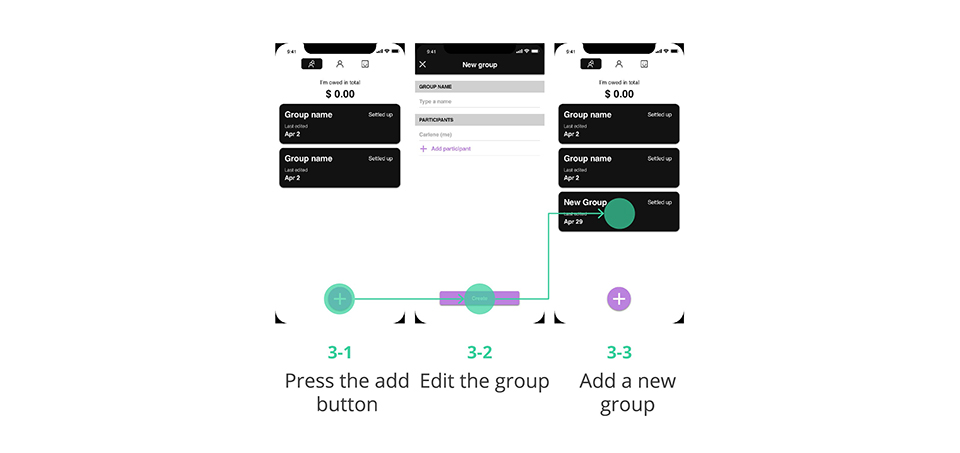 9:41
I'm owed in total
$ 0.00
Group name
Settled up
Last edited
Apr 2
Group name
Settled up
Last edited
Apr 2
9:41
New group
GROUP NAME
Type a name
PARTICIPANTS
Carlene (me)
Add participant
Create
9:41
I'm owed in total
$ 0.00
Group name
Settled up
Last edited
Apr 2
Group name
Settled up
Last edited
Apr 2
New Group
Settled up
Last edited
Apr 29
3-1
Press the add
button
3-2
Edit the group
3-3
Add a new
group